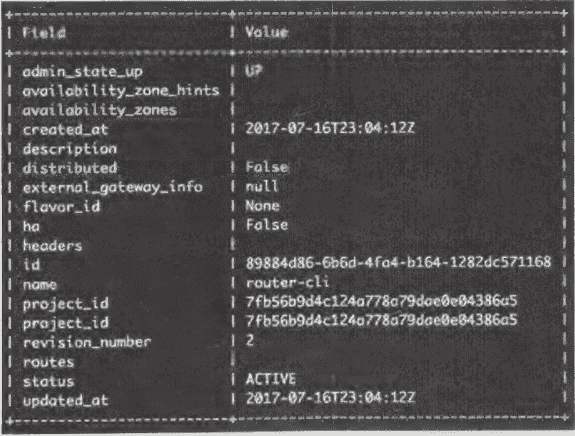 +-------------------------+--------------------------------------+
| Field                   | Value                                |
+-------------------------+--------------------------------------+
| admin_state_up          | UP                                   |
| availability_zone_hints |                                      |
| availability_zones      |                                      |
| created_at              | 2017-07-16T23:04:12Z                 |
| description             |                                      |
| distributed             | False                                |
| external_gateway_info   | null                                 |
| flavor_id               | None                                 |
| ha                      | False                                |
| headers                 |                                      |
| id                      | 89884d86-6b6d-4fa4-b164-1282dc571168 |
| name                    | router-cli                           |
| project_id              | 7fb56b9d4c124a778a79dae0e04386a5     |
| project_id              | 7fb56b9d4c124a778a79dae0e04386a5     |
| revision_number         | 2                                    |
| routes                  |                                      |
| status                  | ACTIVE                               |
| updated_at              | 2017-07-16T23:04:12Z                 |
+-------------------------+--------------------------------------+